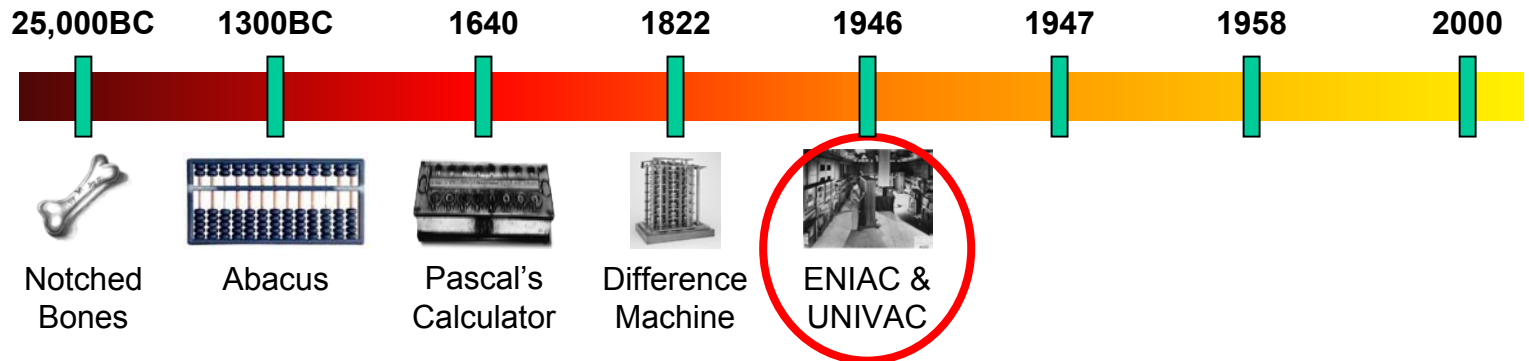 25,000BC 1300BC 1640 1822 1946 1947 1958 2000
Notched Bones
Abacus
Pascal’s Calculator
Difference Machine
ENIAC & UNIVAC